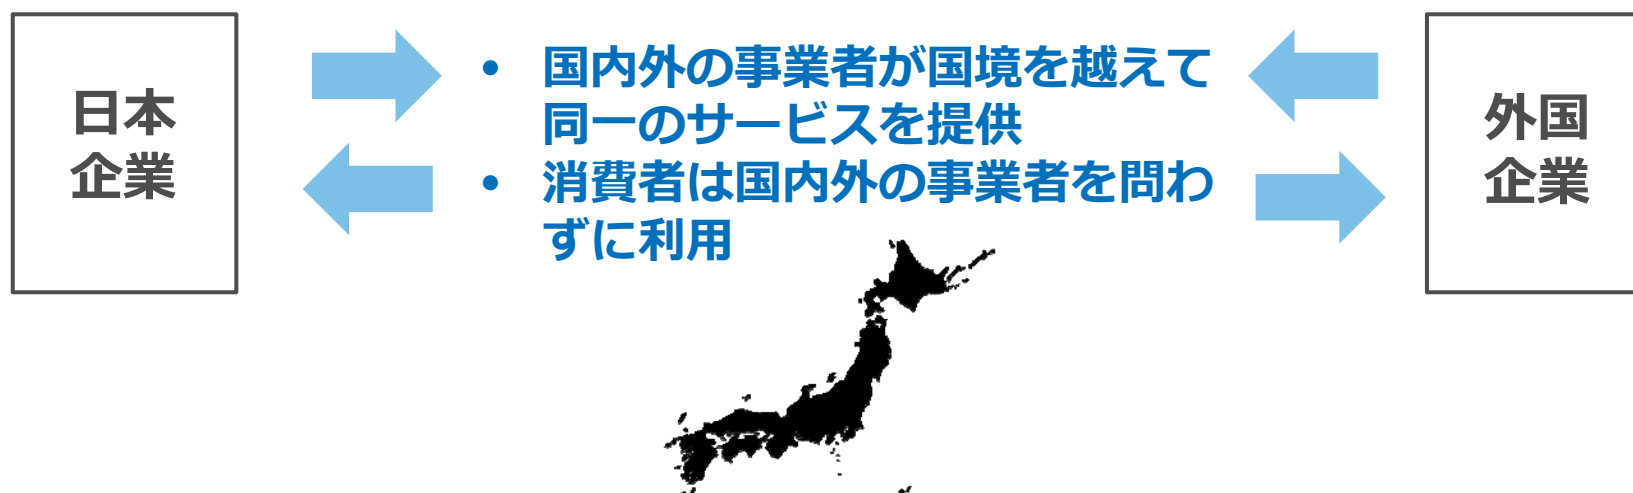 日本
企業
• 国内外の事業者が国境を越えて
同一のサービスを提供
• 消費者は国内外の事業者を問わ
ずに利用
外国
企業